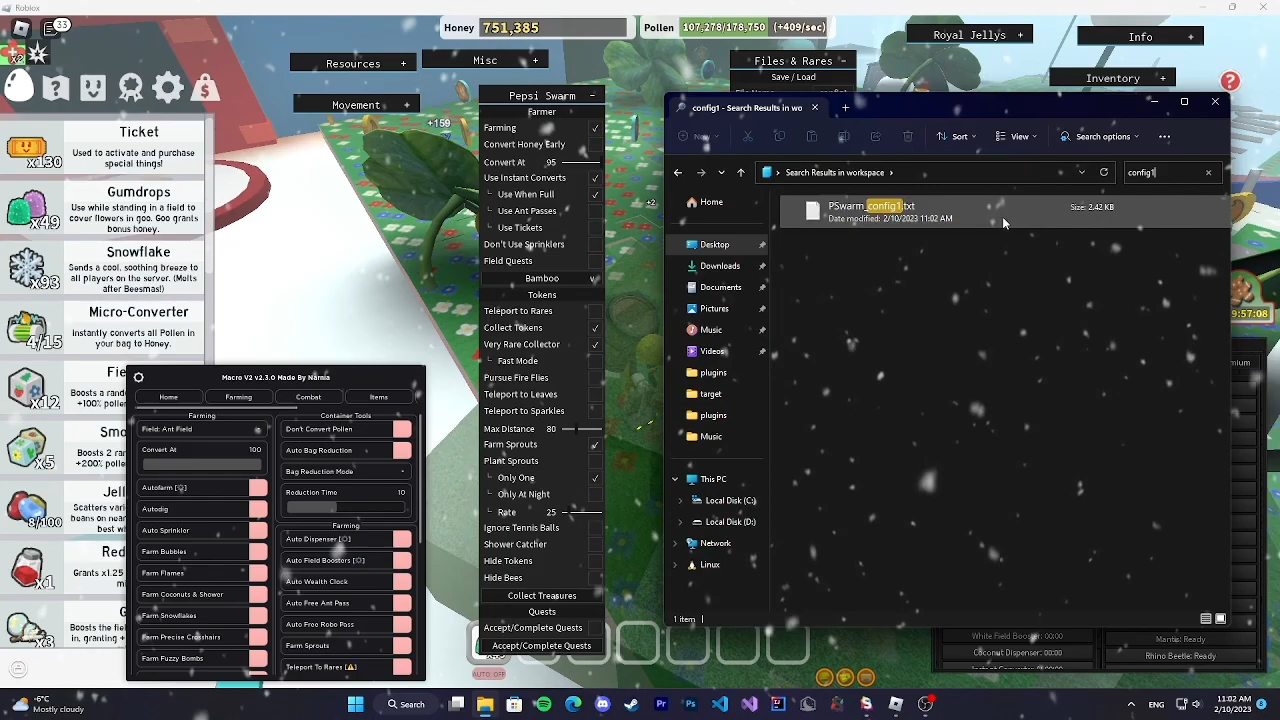 Roblox
33
x2
Honey 751,385
Pollen 107,278/178,750 (+409/sec)
Resources +
Misc +
Movement +
Files & Rares -
Save / Load
Royal Jellys +
Info +
Inventory +
?
Ticket
Used to activate and purchase special things!
x130
Gumdrops
While standing in a field to cover flowers in goo. Goo grants bonus honey.
x49
Snowflake
Sends a cool, soothing breeze to all players on the server. (Melts after Beesmas!)
x93
Micro-Converter
Instantly converts all Pollen in your bag to Honey.
4/15
x12
x5
8/100
x1
+159
+2
Pepsi Swarm -
Farmer
Farming
Convert Honey Early
Convert At 95
Use Instant Converts
Use When Full
Use Ant Passes
Use Tickets
Don't Use Sprinklers
Field Quests
Bamboo
Tokens
Teleport to Rares
Collect Tokens
Very Rare Collector
Fast Mode
Pursue Fire Flies
Teleport to Leaves
Teleport to Sparkles
Max Distance 80
Farm Sprouts
Plant Sprouts
Only One
Only At Night
Rate 25
Ignore Tennis Balls
Shower Catcher
Hide Tokens
Hide Bees
Collect Treasures
Quests
Accept/Complete Quests
Accept/Complete Quests
Macro V2 v2.3.0 Made By Narnia
Home Farming Combat Items
Farming
Field: Ant Field
Convert At 100
Autofarm
Autodig
Auto Sprinkler
Farm Bubbles
Farm Flames
Farm Coconuts & Shower
Farm Snowflakes
Farm Precise Crosshairs
Farm Fuzzy Bombs
Container Tools
Don't Convert Pollen
Auto Bag Reduction
Bag Reduction Mode -
Reduction Time 10
Farming
Auto Dispenser
Auto Field Boosters
Auto Wealth Clock
Auto Free Ant Pass
Auto Free Robo Pass
Farm Sprouts
Teleport To Rares
config1 - Search Results in wo
New
Sort
View
Search options
Search Results in workspace
config1
Home
Desktop
Downloads
Documents
Pictures
Music
Videos
plugins
target
plugins
Music
This PC
Local Disk (C:)
Local Disk (D:)
Network
Linux
PSwarm_config1.txt
Date modified: 2/10/2023 11:02 AM
Size: 2.42 KB
1 item
9:57:08
White Field Booster: 00:00
Coconut Dispenser: 00:00
Mantis: Ready
Rhino Beetle: Ready
AUTO OFF
-5°C
Mostly cloudy
Search
ENG
11:02 AM
2/10/2023